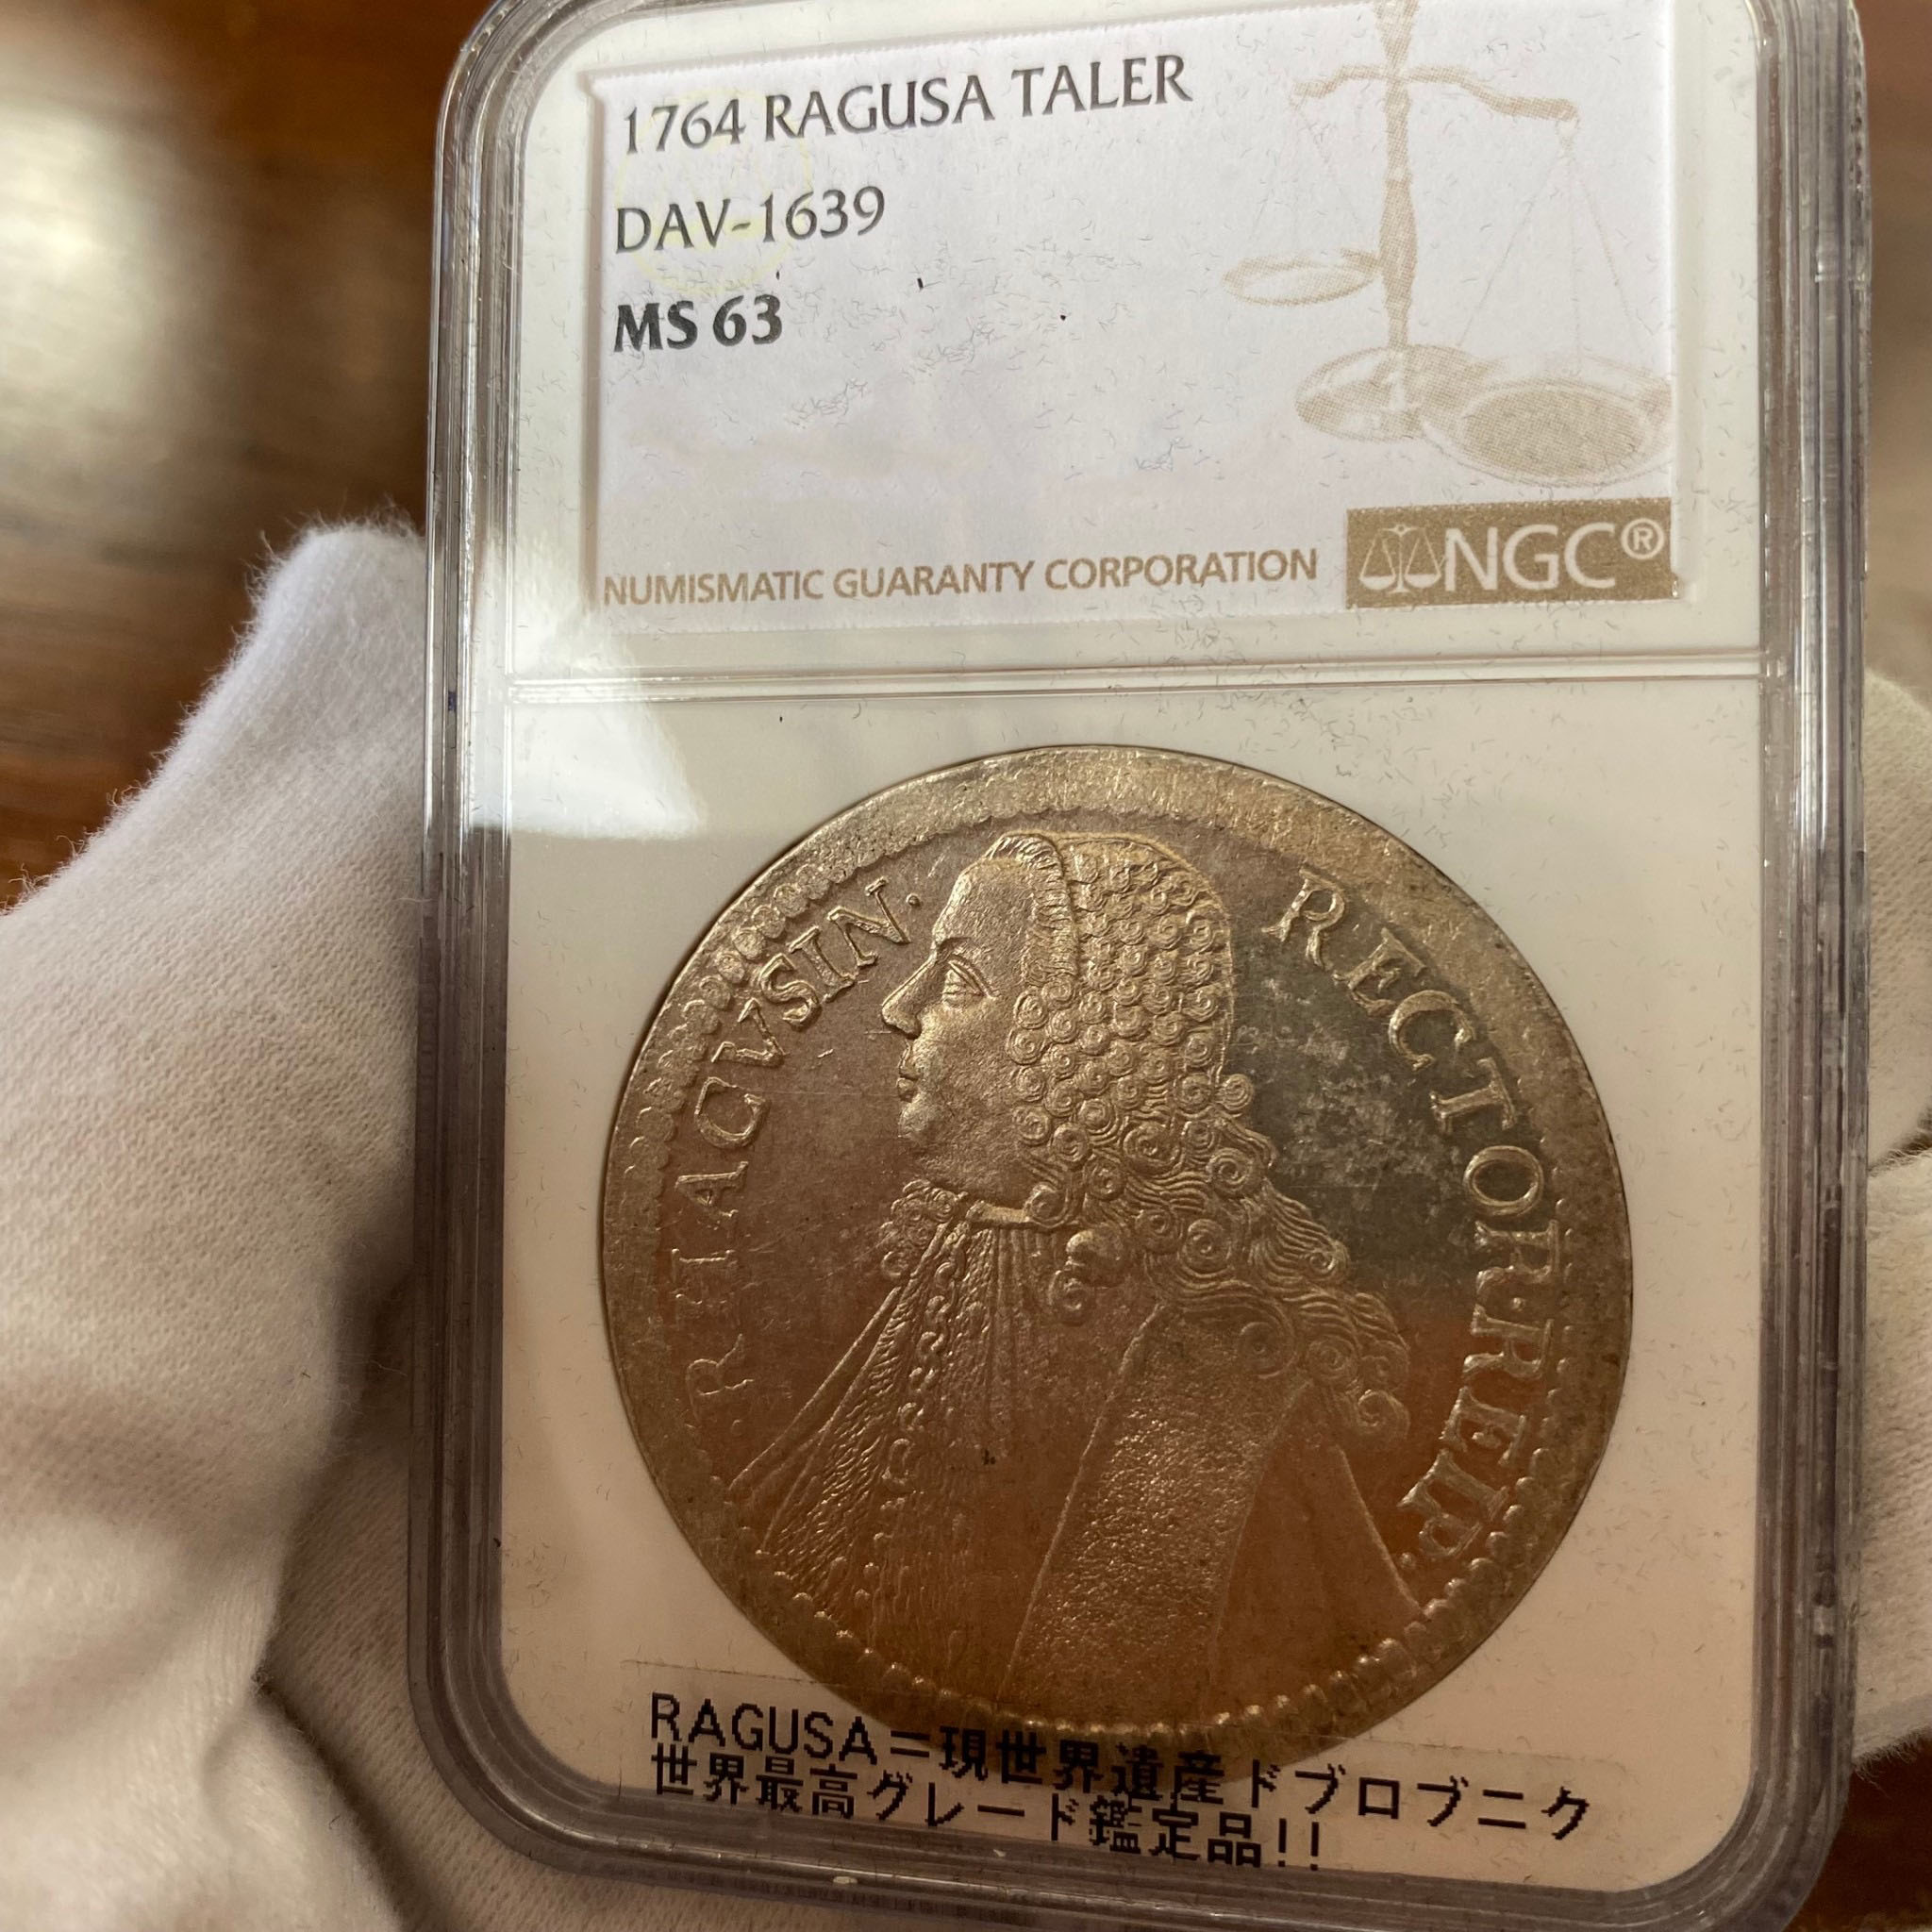 1764 RAGUSA TALER
DAV-1639
MS 63
NUMISMATIC GUARANTY CORPORATION
NGC®
RHACVSIN. RECTOR·REIP.
RAGUSA=現世界遺産ドブロブニク
世界最高グレード鑑定品!!